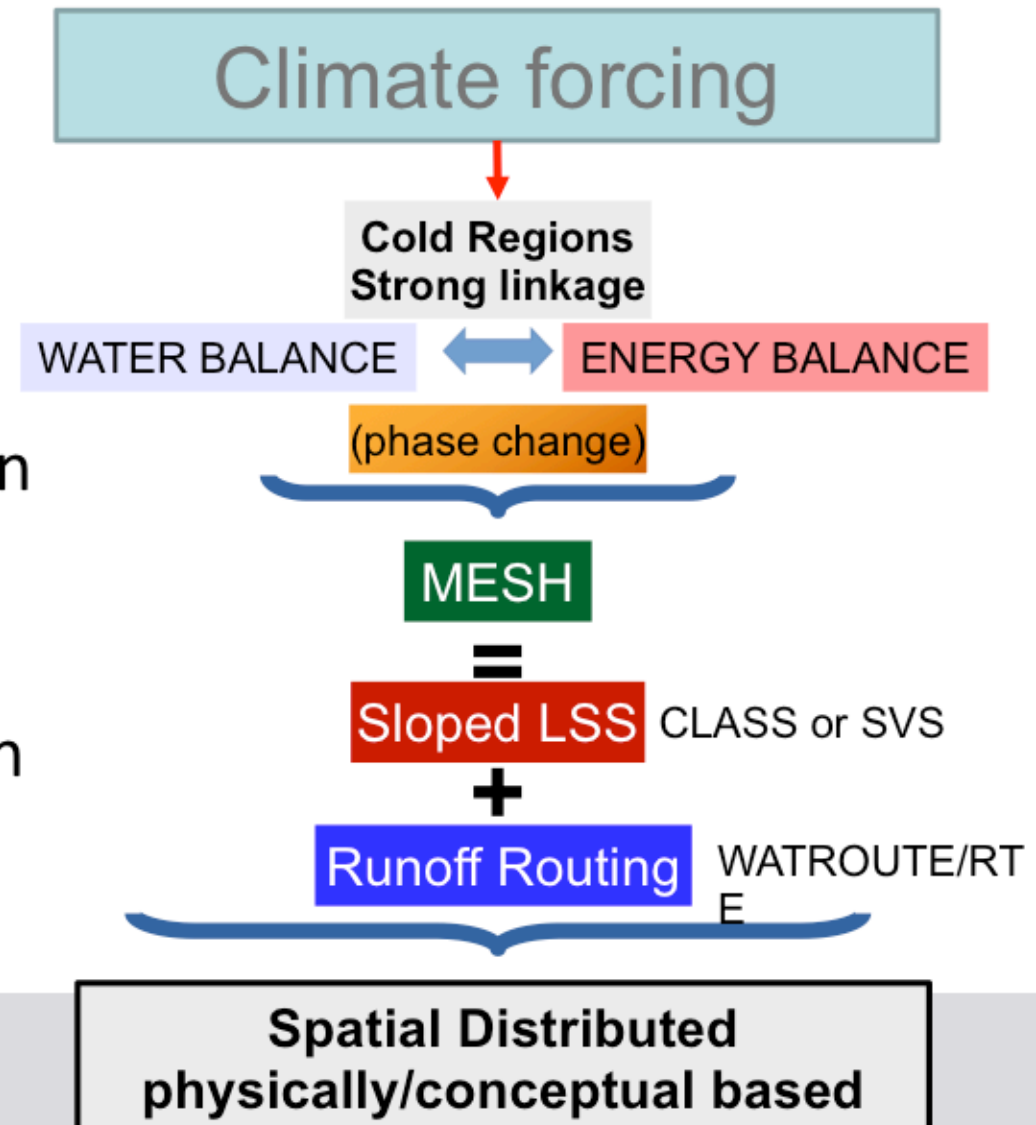 Climate forcing
Cold Regions
Strong linkage
WATER BALANCE
ENERGY BALANCE
(phase change)
n
MESH
=
Sloped LSS
CLASS or SVS
n
+
Runoff Routing
WATROUTE/RT
E
Spatial Distributed
physically/conceptual based